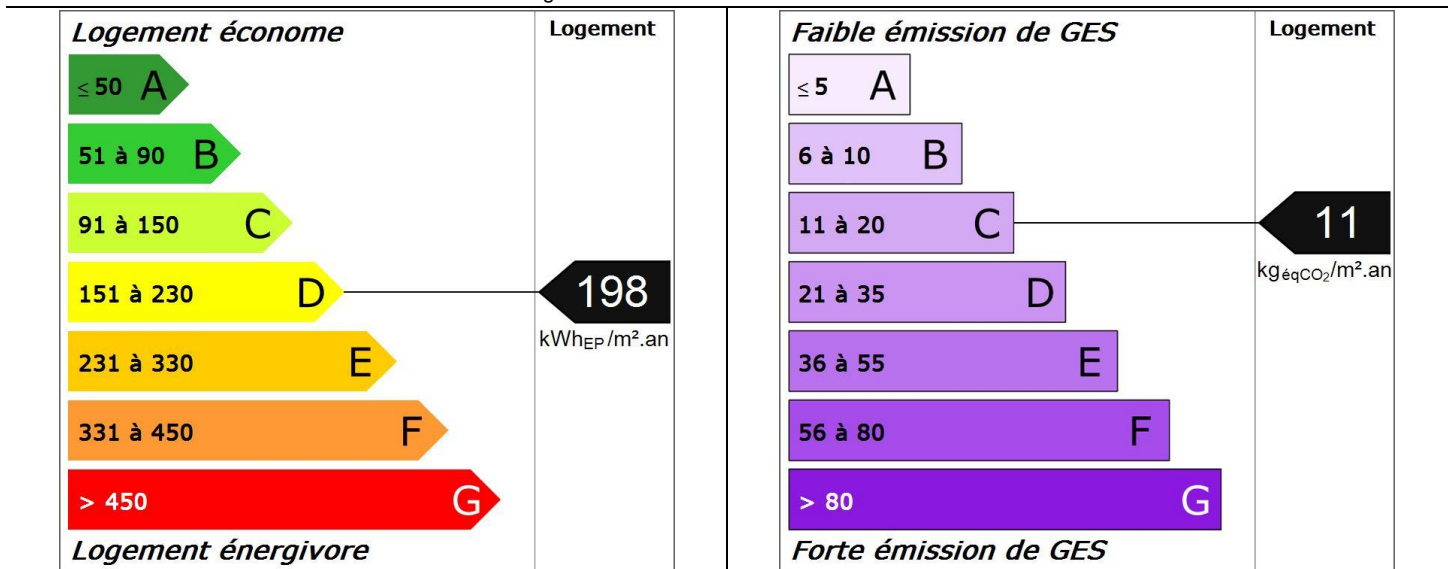 Logement économe
Logement
≤ 50 A
51 à 90 B
91 à 150 C
151 à 230 D
198
kWhEP/m².an
231 à 330 E
331 à 450 F
> 450 G
Logement énergivore
Faible émission de GES
Logement
≤ 5 A
6 à 10 B
11 à 20 C
11
kgéqCO2/m².an
21 à 35 D
36 à 55 E
56 à 80 F
> 80 G
Forte émission de GES